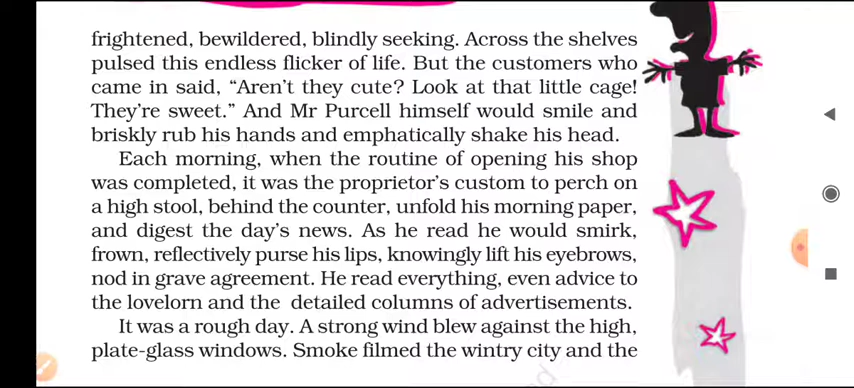 frightened, bewildered, blindly seeking. Across the shelves
pulsed this endless flicker of life. But the customers who
came in said, “Aren’t they cute? Look at that little cage!
They’re sweet.” And Mr Purcell himself would smile and
briskly rub his hands and emphatically shake his head.
Each morning, when the routine of opening his shop
was completed, it was the proprietor’s custom to perch on
a high stool, behind the counter, unfold his morning paper,
and digest the day’s news. As he read he would smirk,
frown, reflectively purse his lips, knowingly lift his eyebrows,
nod in grave agreement. He read everything, even advice to
the lovelorn and the detailed columns of advertisements.
It was a rough day. A strong wind blew against the high,
plate-glass windows. Smoke filmed the wintry city and the